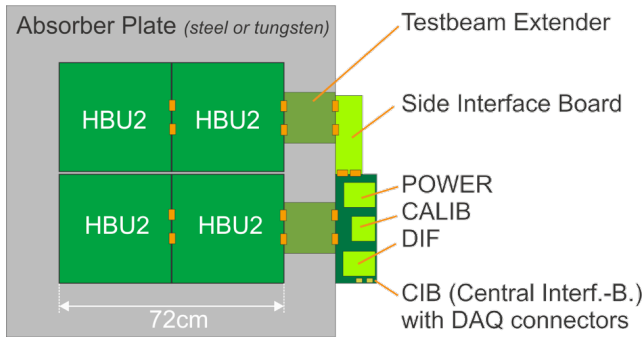 Absorber Plate (steel or tungsten)
Testbeam Extender
Side Interface Board
HBU2 HBU2
POWER
CALIB
DIF
HBU2 HBU2
CIB (Central Interf.-B.)
with DAQ connectors
72cm